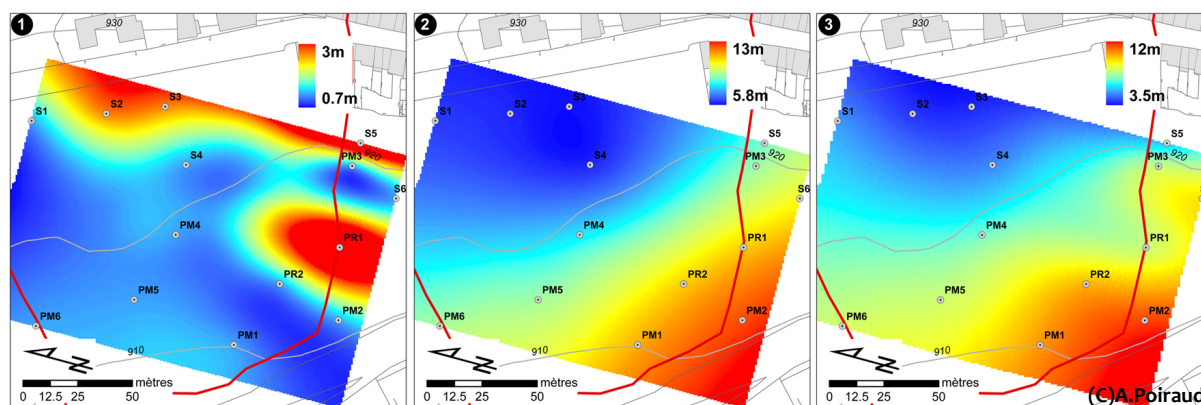 1
930
3m
0.7m
S1
S2
S3
S4
S5
920
PM3
S6
PM4
PR1
PR2
PM5
PM2
PM6
PM1
910
N
mètres
0 12.5 25 50
2
930
13m
5.8m
S1
S2
S3
S4
S5
920
PM3
S6
PM4
PR1
PR2
PM5
PM2
PM6
PM1
910
N
mètres
0 12.5 25 50
3
930
12m
3.5m
S1
S2
S3
S4
S5
920
PM3
S6
PM4
PR1
PR2
PM5
PM2
PM6
PM1
910
N
mètres
0 12.5 25 50
(C)A.Poiraud